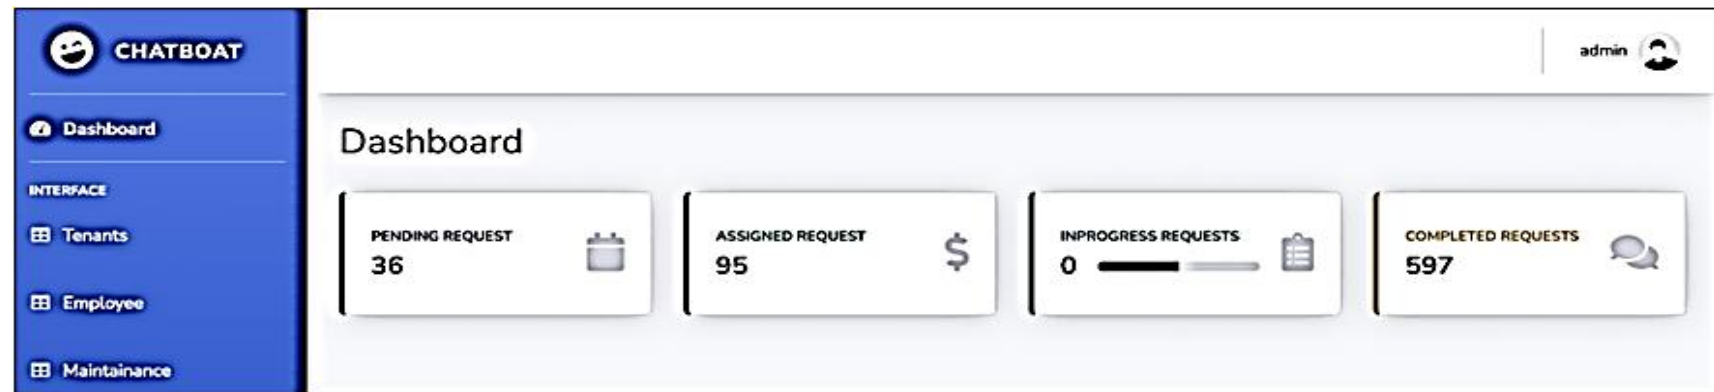 CHATBOAT
admin
Dashboard
Dashboard
INTERFACE
Tenants
Employee
Maintainance
PENDING REQUEST
36
ASSIGNED REQUEST
95
$
INPROGRESS REQUESTS
0
COMPLETED REQUESTS
597